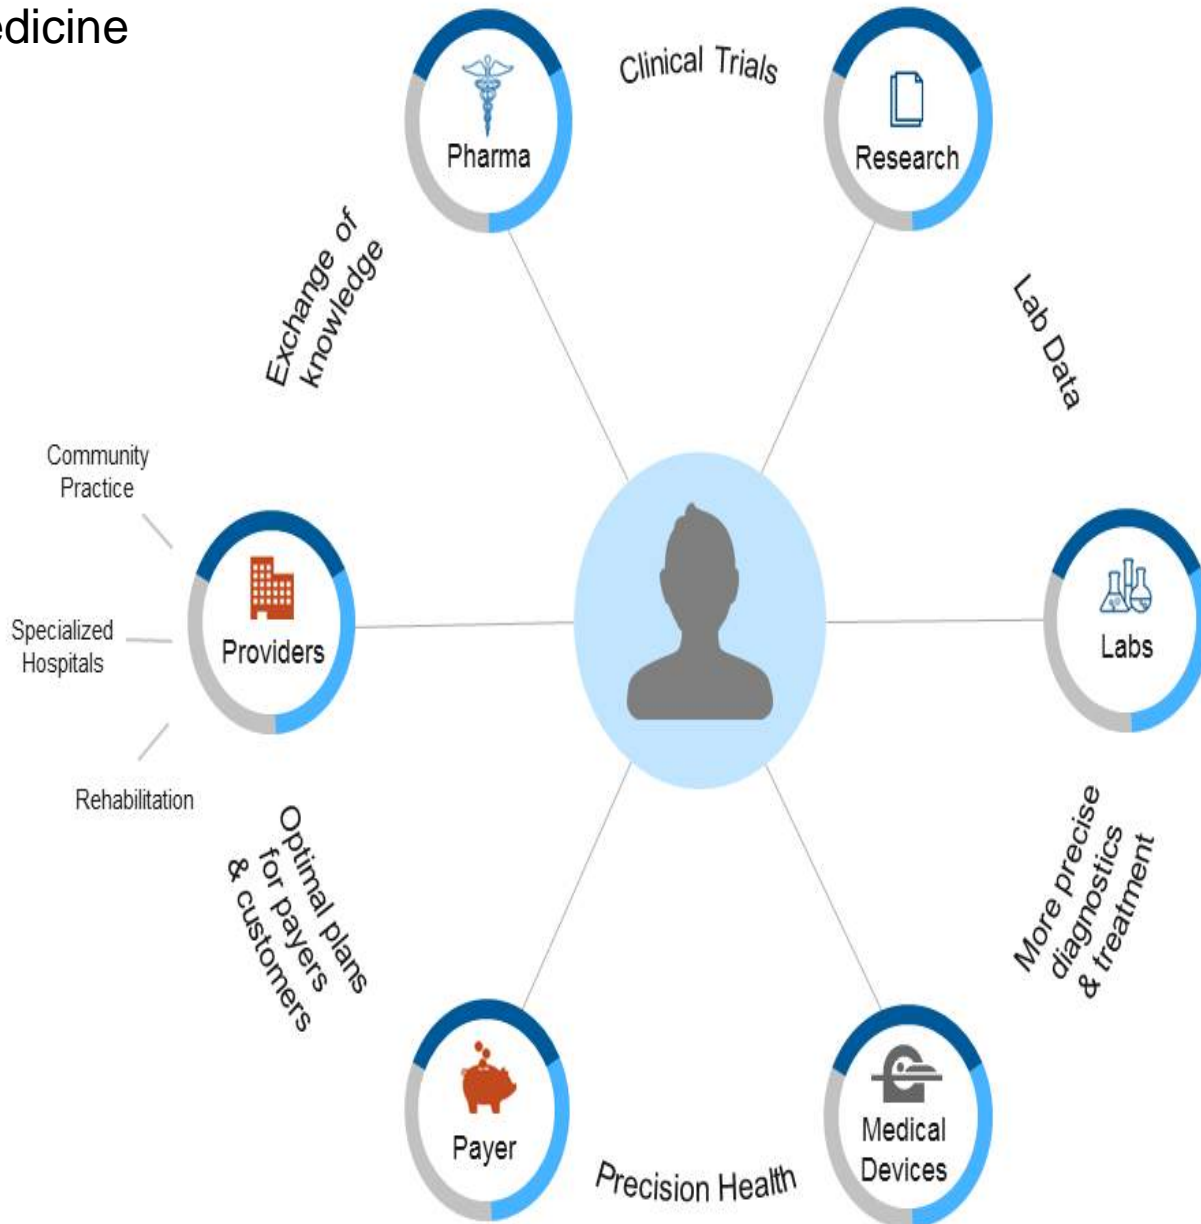 edicine
Clinical Trials
Pharma
Research
Exchange of
knowledge
Lab Data
Community
Practice
Specialized
Hospitals
Providers
Labs
Rehabilitation
Optimal plans
for payers
& customers
More precise
diagnostics
& treatment
Payer
Medical
Devices
Precision Health